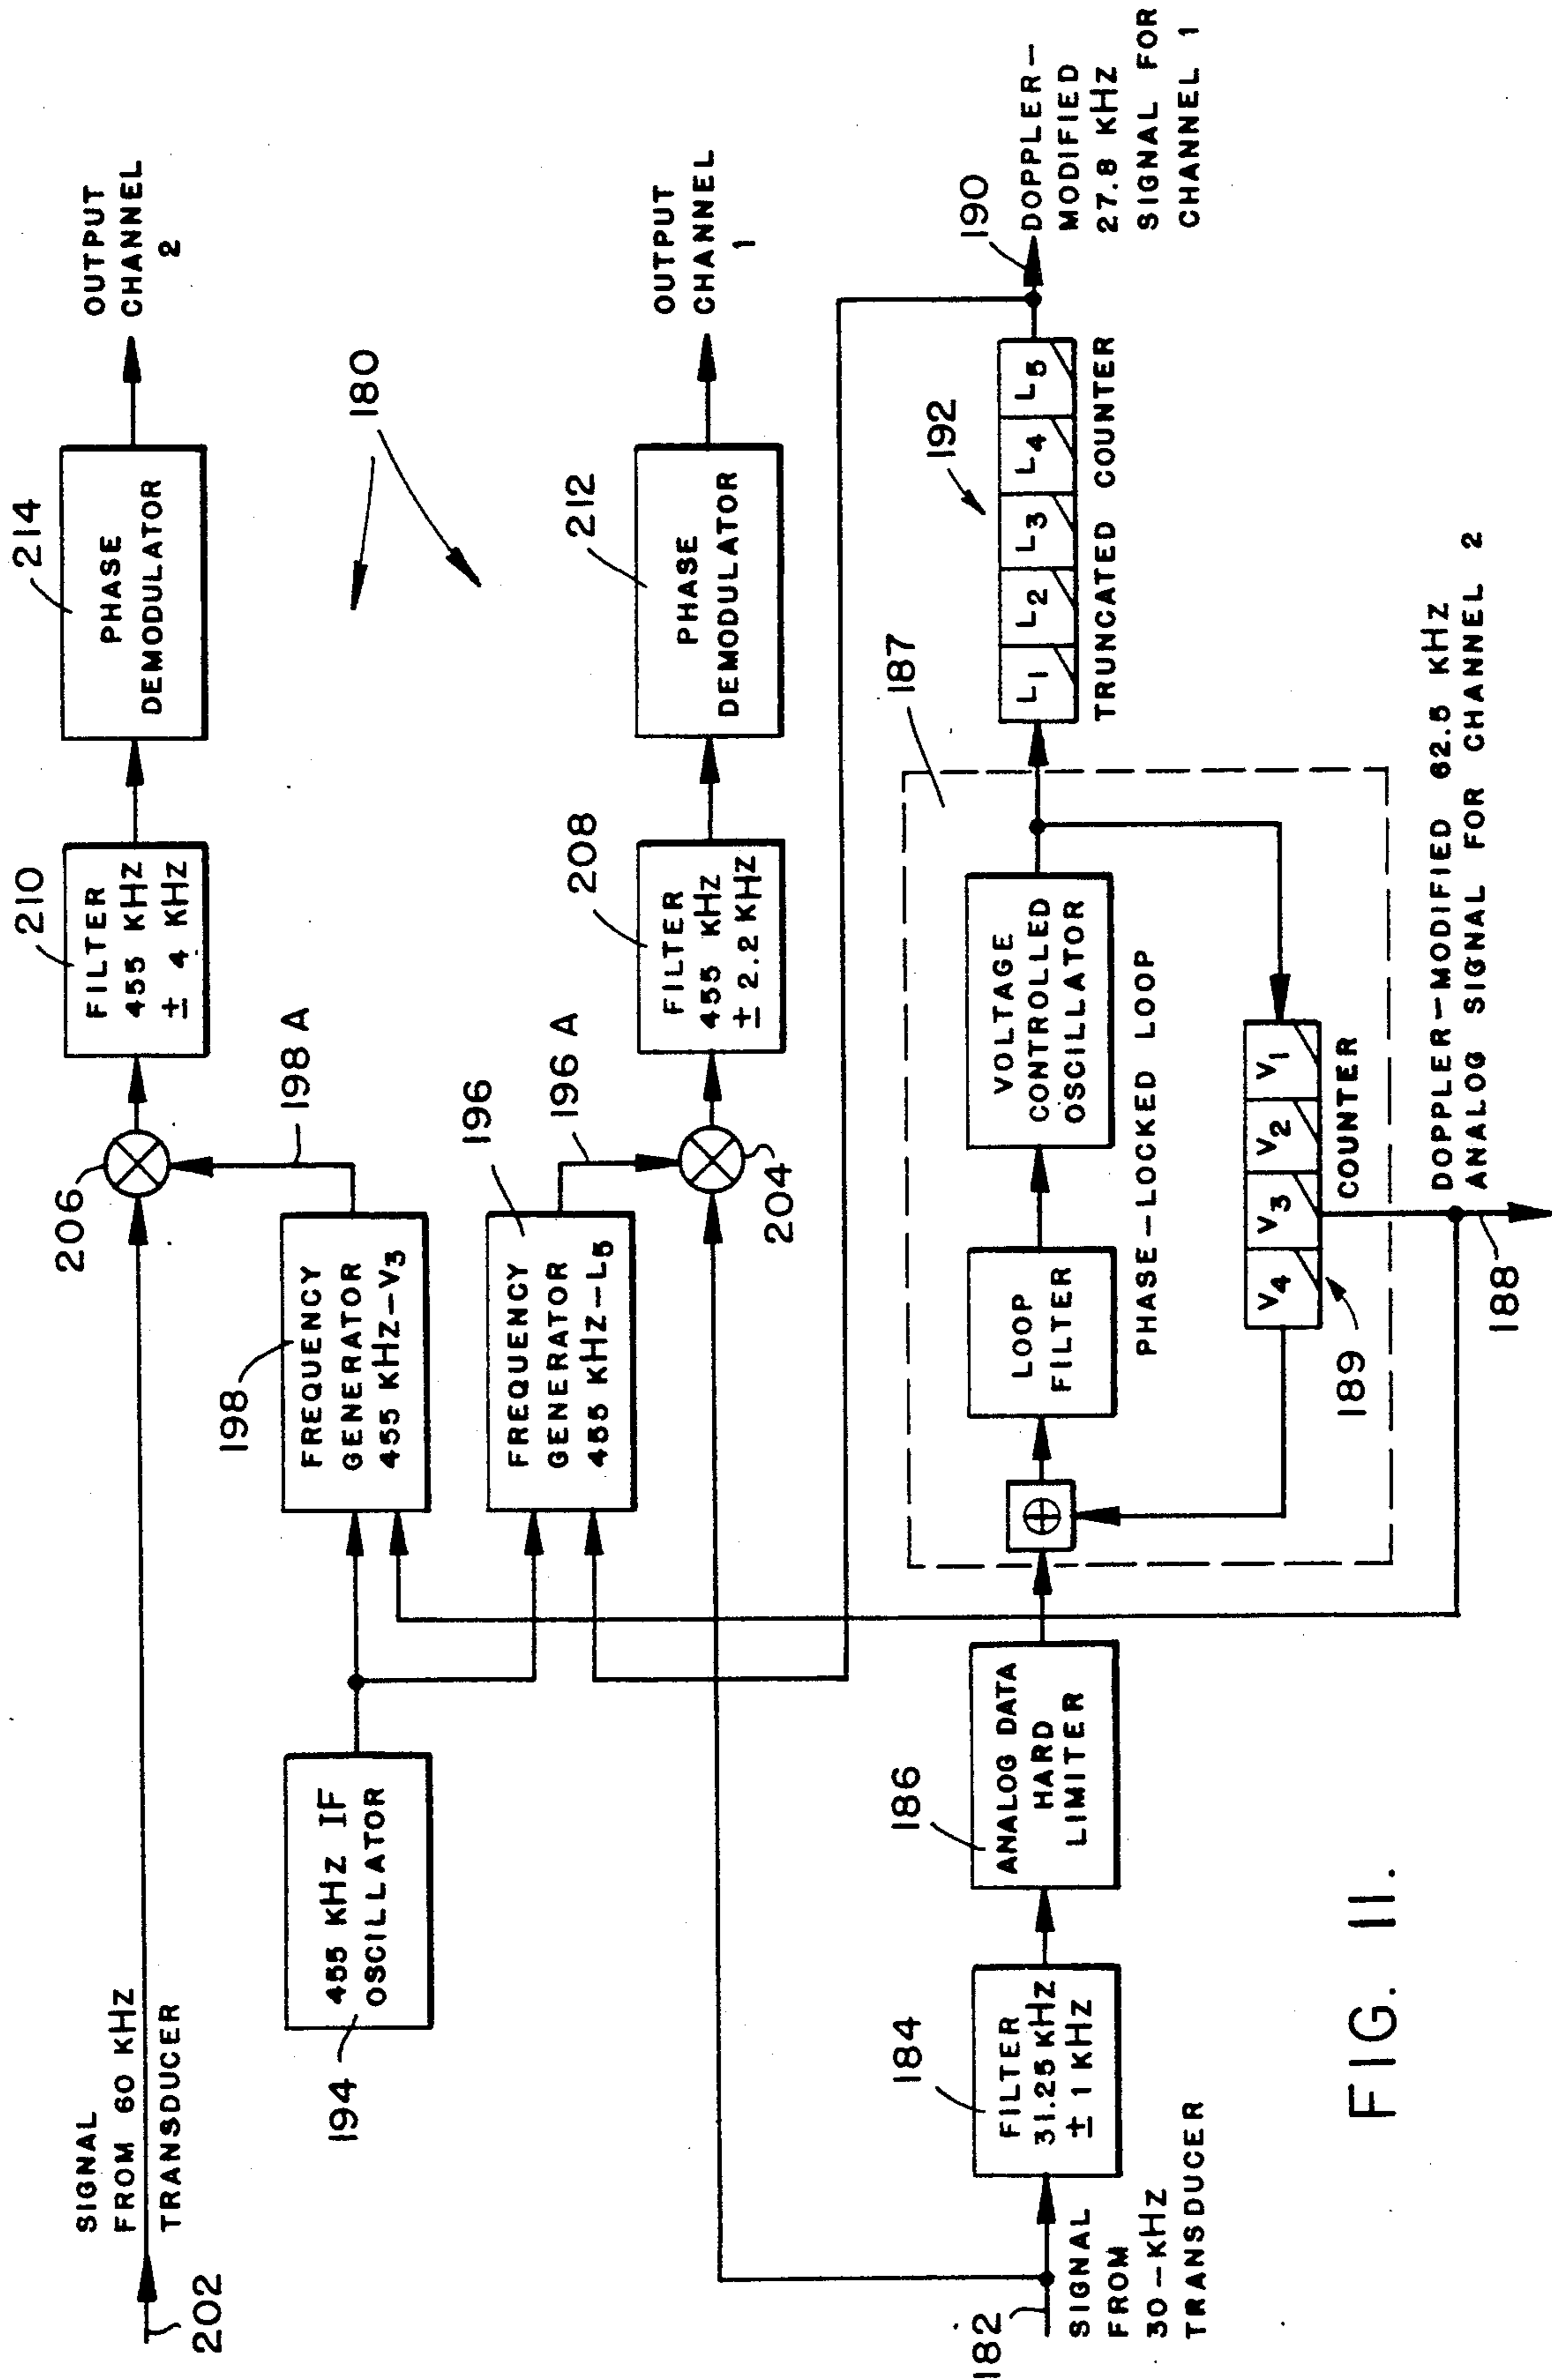 SIGNAL
FROM 60 KHZ
TRANSDUCER
202
206
198 A
210
FILTER
455 KHZ
± 4 KHZ
214
PHASE
DEMODULATOR
OUTPUT
CHANNEL
2
194
455 KHZ IF
OSCILLATOR
198
FREQUENCY
GENERATOR
455 KHZ-V3
196
FREQUENCY
GENERATOR
455 KHZ-L5
196 A
204
208
FILTER
455 KHZ
± 2.2 KHZ
212
PHASE
DEMODULATOR
OUTPUT
CHANNEL
1
180
182
SIGNAL
FROM
30-KHZ
TRANSDUCER
184
FILTER
31.25 KHZ
± 1 KHZ
186
ANALOG DATA
HARD
LIMITER
187
LOOP
FILTER
VOLTAGE
CONTROLLED
OSCILLATOR
PHASE-LOCKED LOOP
V4 V3 V2 V1
COUNTER
189
188
DOPPLER-MODIFIED 62.5 KHZ
ANALOG SIGNAL FOR CHANNEL 2
192
L1 L2 L3 L4 L5
TRUNCATED COUNTER
190
DOPPLER-
MODIFIED
27.8 KHZ
SIGNAL FOR
CHANNEL 1
FIG. 11.